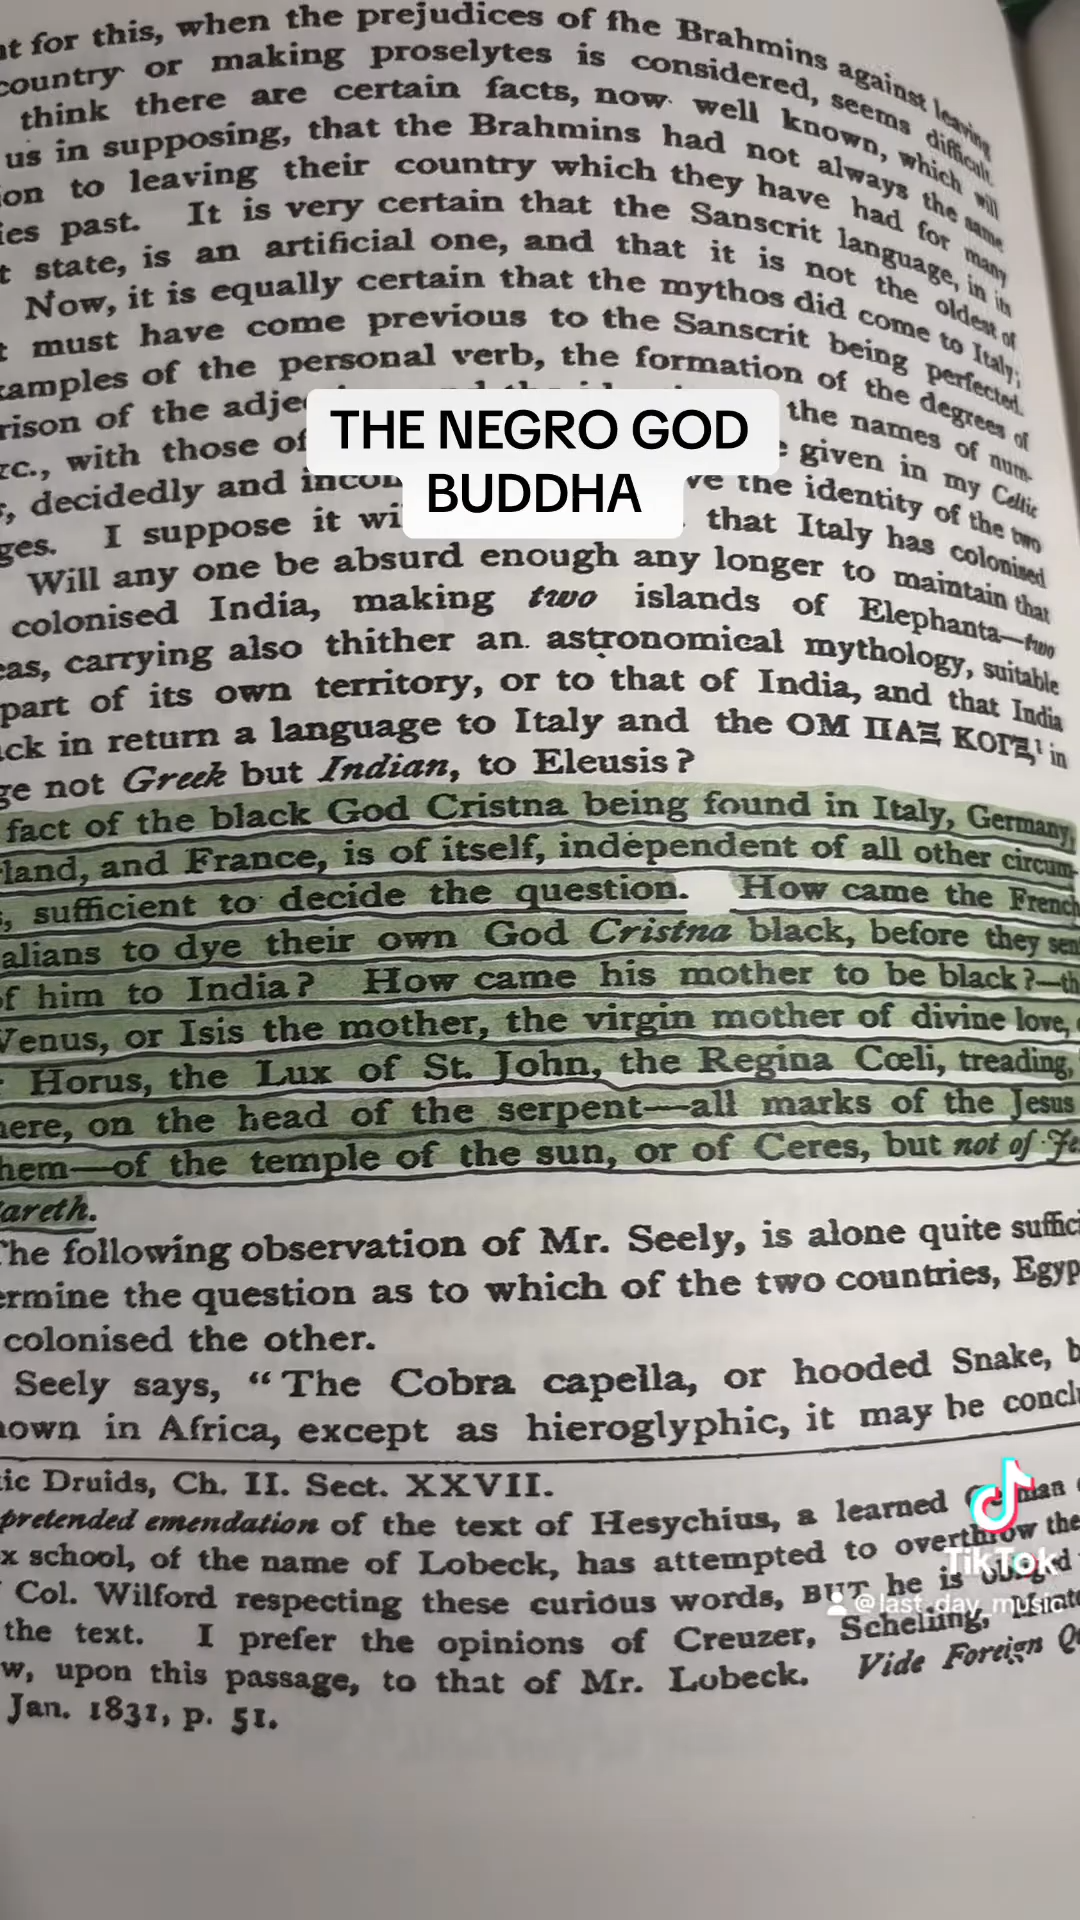 for this, when the prejudices of the Brahmins against leaving
country or making proselytes is considered, seems difficult.
think there are certain facts, now well known, which will
us in supposing, that the Brahmins had not always the same
to leaving their country which they have had for many
past. It is very certain that the Sanscrit language, in its
state, is an artificial one, and that it is not the oldest of
Now, it is equally certain that the mythos did come to Italy;
must have come previous to the Sanscrit being perfected.
of the personal verb, the formation of the degrees of
of the adje
the names of num-
with those of
given in my Celtic
decidedly and
the identity of the two
I suppose it
that Italy has colonised
THE NEGRO GOD
BUDDHA
Will any one be absurd enough any longer to maintain that
colonised India, making two islands of Elephanta—two
carrying also thither an astronomical mythology, suitable
part of its own territory, or to that of India, and that India
in return a language to Italy and the OM ΠΑΞ ΚΟΓΞ,¹ in
not Greek but Indian, to Eleusis?
fact of the black God Cristna being found in Italy, Germany,
land, and France, is of itself, independent of all other circum-
sufficient to decide the question. How came the French
alians to dye their own God Cristna black, before they sen
of him to India? How came his mother to be black?—th
Venus, or Isis the mother, the virgin mother of divine love,
Horus, the Lux of St. John, the Regina Cœli, treading,
here, on the head of the serpent—all marks of the Jesus
hem—of the temple of the sun, or of Ceres, but not of Je
areth.
The following observation of Mr. Seely, is alone quite suffici
ermine the question as to which of the two countries, Egyp
colonised the other.
Seely says, “The Cobra capella, or hooded Snake, b
nown in Africa, except as hieroglyphic, it may be conclu
ic Druids, Ch. II. Sect. XXVII.
pretended emendation of the text of Hesychius, a learned
x school, of the name of Lobeck, has attempted to overthrow the
Col. Wilford respecting these curious words, BUT he is
the text. I prefer the opinions of Creuzer, Schelling,
w, upon this passage, to that of Mr. Lobeck. Vide Foreign Q
Jan. 1831, p. 51.
TikTok
@last_day_music